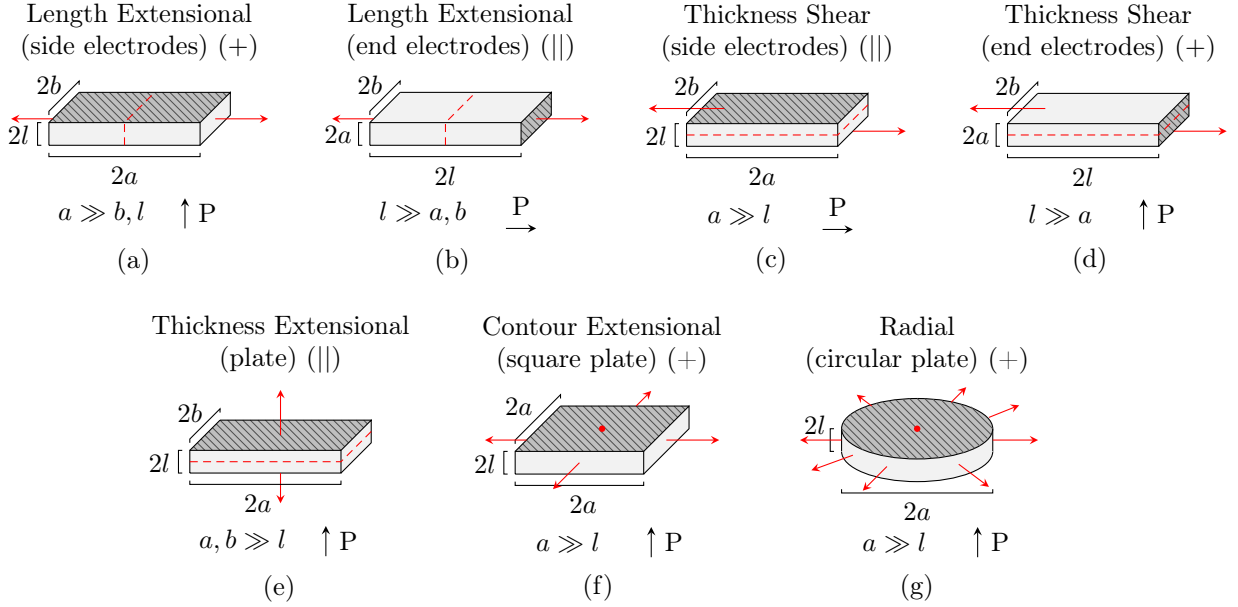 Length Extensional
(side electrodes) (+)
2b
2l
2a
a ≫ b, l
P
(a)
Length Extensional
(end electrodes) (||)
2b
2a
2l
l ≫ a, b
P
(b)
Thickness Shear
(side electrodes) (||)
2b
2l
2a
a ≫ l
P
(c)
Thickness Shear
(end electrodes) (+)
2b
2a
2l
l ≫ a
P
(d)
Thickness Extensional
(plate) (||)
2b
2l
2a
a, b ≫ l
P
(e)
Contour Extensional
(square plate) (+)
2a
2l
2a
a ≫ l
P
(f)
Radial
(circular plate) (+)
2l
2a
a ≫ l
P
(g)